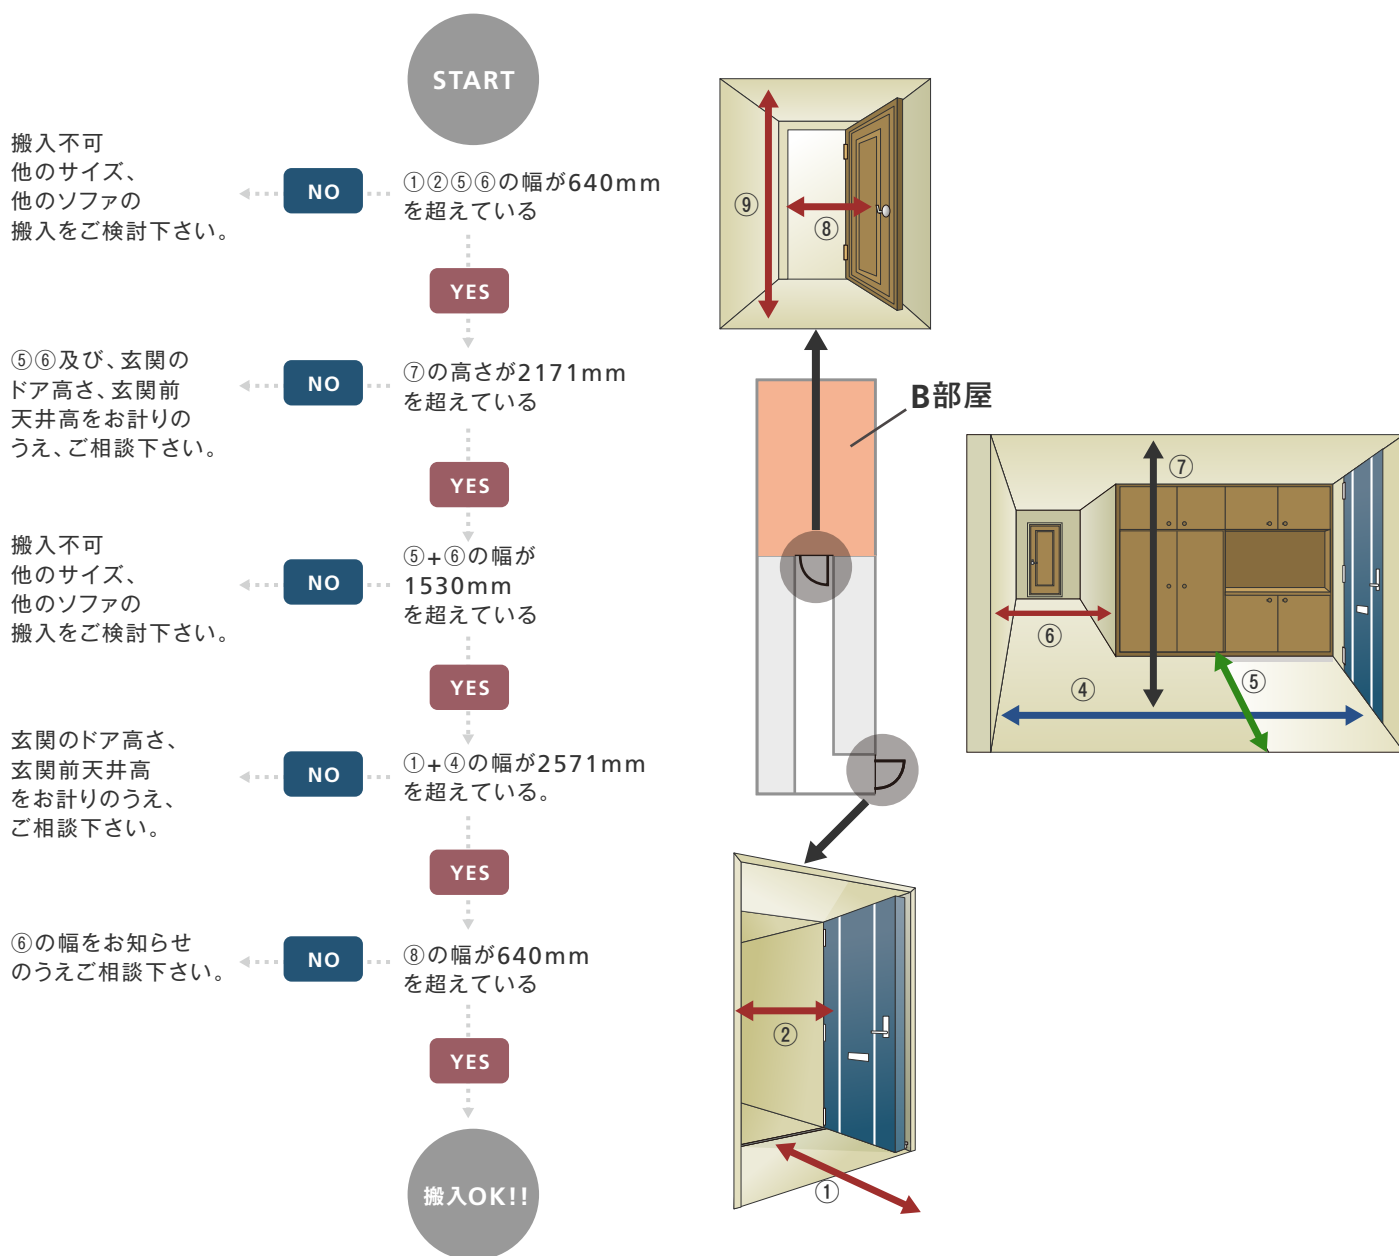 START
①②⑤⑥の幅が640mm
を超えている
NO
搬入不可
他のサイズ、
他のソファの
搬入をご検討下さい。
YES
⑦の高さが2171mm
を超えている
NO
⑤⑥及び、玄関の
ドア高さ、玄関前
天井高をお計りの
うえ、ご相談下さい。
YES
⑤+⑥の幅が
1530mm
を超えている
NO
搬入不可
他のサイズ、
他のソファの
搬入をご検討下さい。
YES
①+④の幅が2571mm
を超えている。
NO
玄関のドア高さ、
玄関前天井高
をお計りのうえ、
ご相談下さい。
YES
⑧の幅が640mm
を超えている
NO
⑥の幅をお知らせ
のうえご相談下さい。
YES
搬入OK!!
⑨
⑧
B部屋
⑦
⑥
④
⑤
②
①